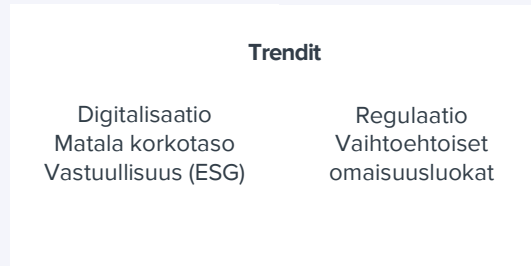 Trendit
Digitalisaatio
Matala korkotaso
Vastuullisuus (ESG)
Regulaatio
Vaihtoehtoiset
omaisuusluokat